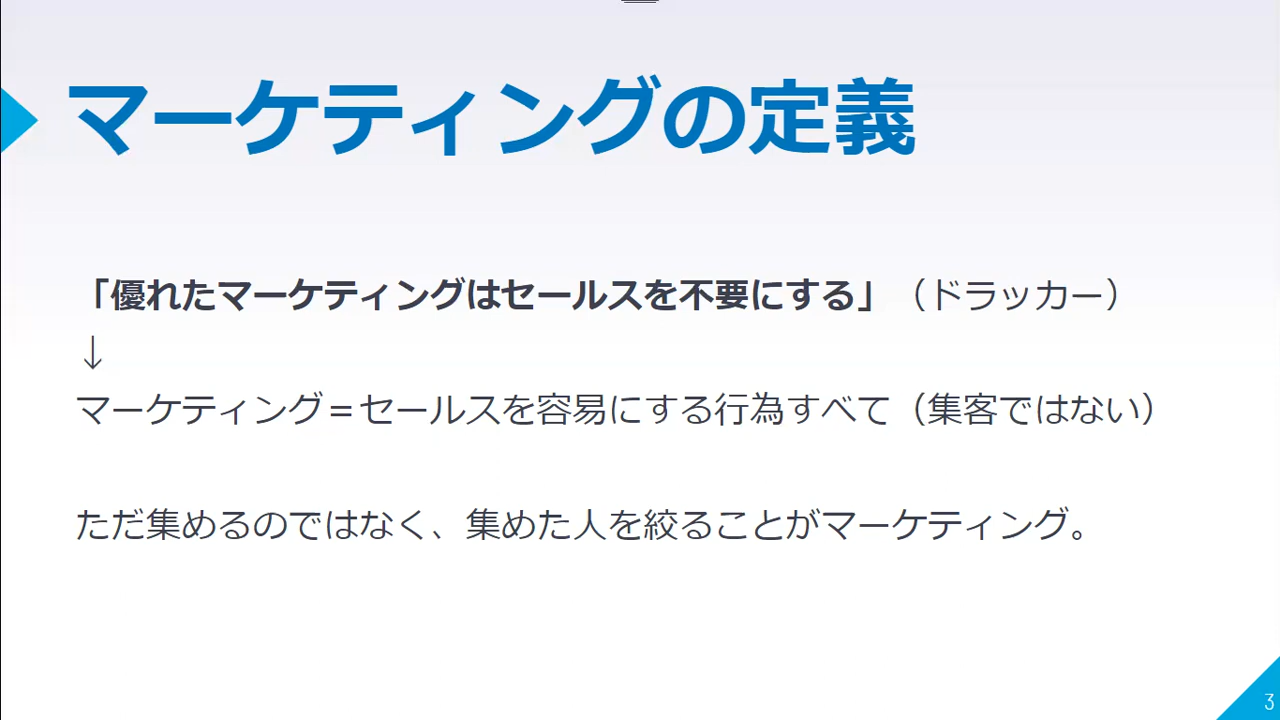 マーケティングの定義
「優れたマーケティングはセールスを不要にする」（ドラッカー）
↓
マーケティング＝セールスを容易にする行為すべて（集客ではない）
ただ集めるのではなく、集めた人を絞ることがマーケティング。
3